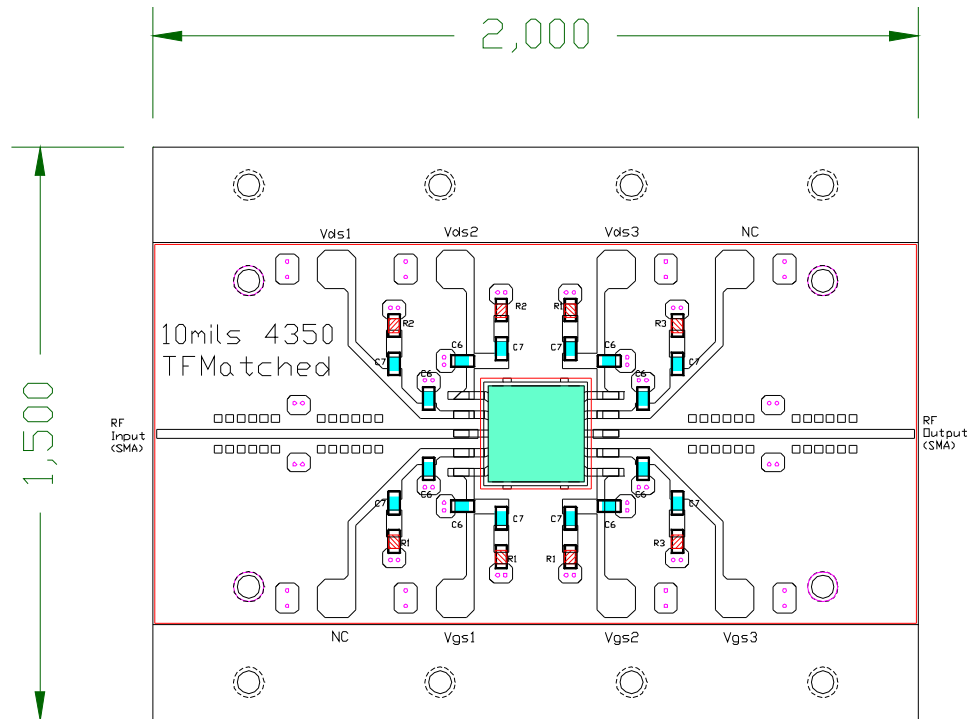 2,000
Vds1 Vds2 Vds3 NC
R2 R2 R1 R3
10mils 4350
TFMatched
C7 C6 C7 C7 C6 C7
C6 C6
1,500
RF
Input
(SMA)
RF
Output
(SMA)
C6 C6
C7 C6 C7 C7 C6 C7
R1 R1 R1 R3
NC Vgs1 Vgs2 Vgs3